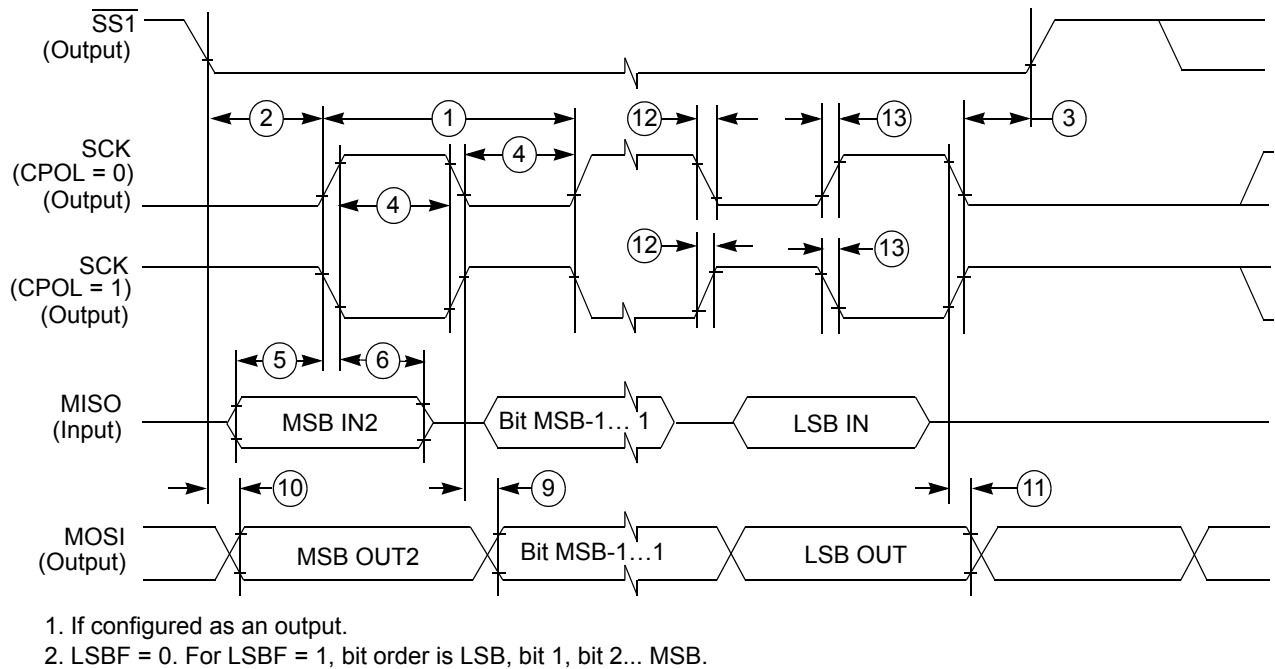 SS1
(Output)
2
1
12
13
3
SCK
(CPOL = 0)
(Output)
4
4
SCK
(CPOL = 1)
(Output)
12
13
5
6
MISO
(Input)
MSB IN2
Bit MSB-1… 1
LSB IN
10
9
11
MOSI
(Output)
MSB OUT2
Bit MSB-1…1
LSB OUT
1. If configured as an output.
2. LSBF = 0. For LSBF = 1, bit order is LSB, bit 1, bit 2... MSB.